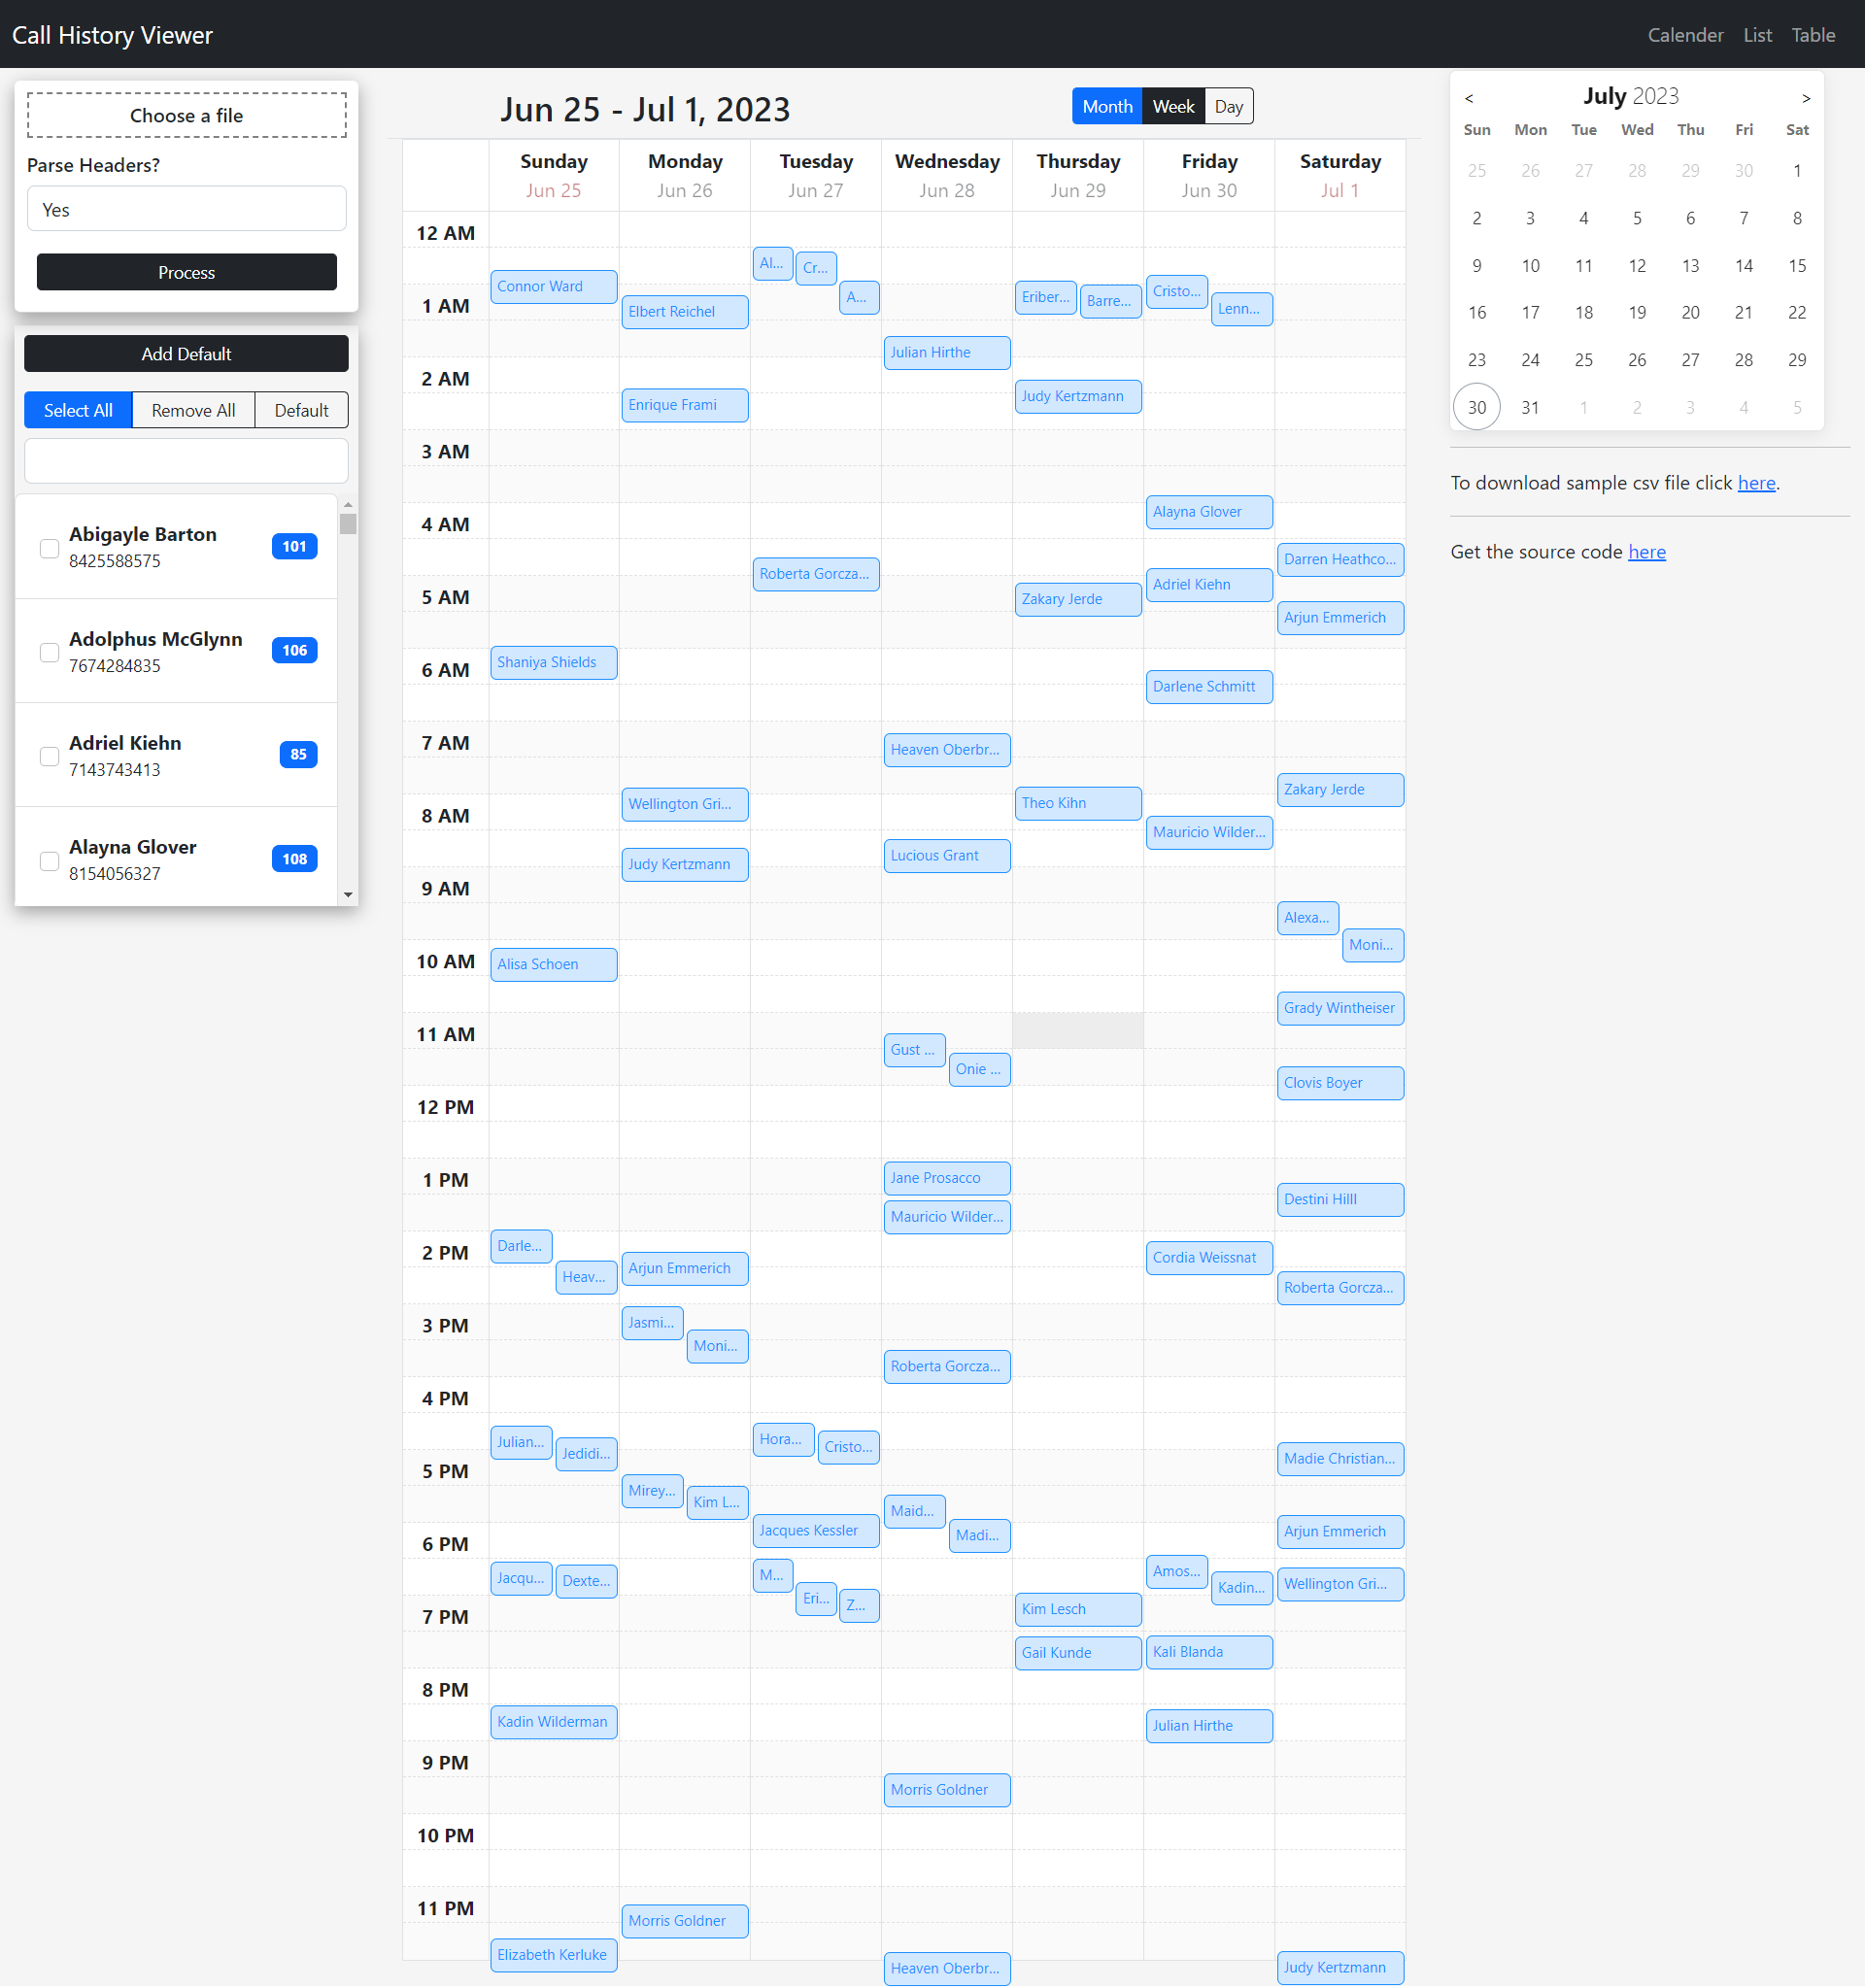 Call History Viewer
Calender List Table
Choose a file
Parse Headers?
Yes
Process
Add Default
Select All Remove All Default
Abigayle Barton
8425588575
101
Adolphus McGlynn
7674284835
106
Adriel Kiehn
7143743413
85
Alayna Glover
8154056327
108
Jun 25 - Jul 1, 2023
Month Week Day
Sunday Monday Tuesday Wednesday Thursday Friday Saturday
Jun 25 Jun 26 Jun 27 Jun 28 Jun 29 Jun 30 Jul 1
12 AM
Al... Cr...
Connor Ward
A...
Eriber... Barre...
Cristo... Lenn...
1 AM
Elbert Reichel
Julian Hirthe
2 AM
Judy Kertzmann
Enrique Frami
3 AM
Alayna Glover
4 AM
Darren Heathco...
Roberta Gorcza...
Adriel Kiehn
5 AM
Zakary Jerde
Arjun Emmerich
Shaniya Shields
6 AM
Darlene Schmitt
7 AM
Heaven Oberbr...
Zakary Jerde
Wellington Gri...
Theo Kihn
8 AM
Mauricio Wilder...
Judy Kertzmann
Lucious Grant
9 AM
Alexa...
Moni...
10 AM
Alisa Schoen
Grady Wintheiser
11 AM
Gust ...
Onie ...
Clovis Boyer
12 PM
1 PM
Jane Prosacco
Destini Hilll
Mauricio Wilder...
2 PM
Darle...
Heav...
Arjun Emmerich
Cordia Weissnat
Roberta Gorcza...
3 PM
Jasmi...
Moni...
Roberta Gorcza...
4 PM
Julian...
Jedidi...
Hora...
Cristo...
Madie Christian...
5 PM
Mirey...
Kim L...
Maid...
Madi...
Jacques Kessler
Arjun Emmerich
6 PM
Jacqu... Dexte...
M...
Eri...
Z...
Amos...
Kadin...
Wellington Gri...
7 PM
Kim Lesch
Gail Kunde
Kali Blanda
8 PM
Kadin Wilderman
Julian Hirthe
9 PM
Morris Goldner
10 PM
11 PM
Morris Goldner
Elizabeth Kerluke
Heaven Oberbr...
Judy Kertzmann
< July 2023 >
Sun Mon Tue Wed Thu Fri Sat
25 26 27 28 29 30 1
2 3 4 5 6 7 8
9 10 11 12 13 14 15
16 17 18 19 20 21 22
23 24 25 26 27 28 29
30 31 1 2 3 4 5
To download sample csv file click here.
Get the source code here